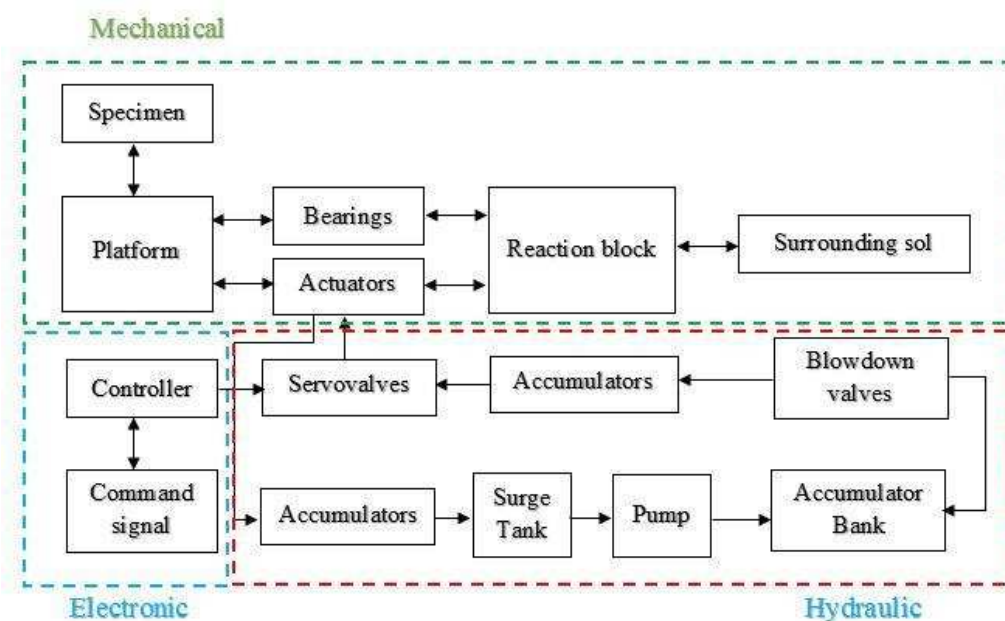 Mechanical
Specimen
Platform
Bearings
Actuators
Reaction block
Surrounding sol
Controller
Command
signal
Servovalves
Accumulators
Blowdown
valves
Accumulators
Surge
Tank
Pump
Accumulator
Bank
Electronic
Hydraulic